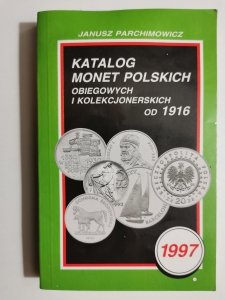 JANUSZ PARCHIMOWICZ
KATALOG
MONET POLSKICH
OBIEGOWYCH
I KOLEKCJONERSKICH
OD 1916
1997